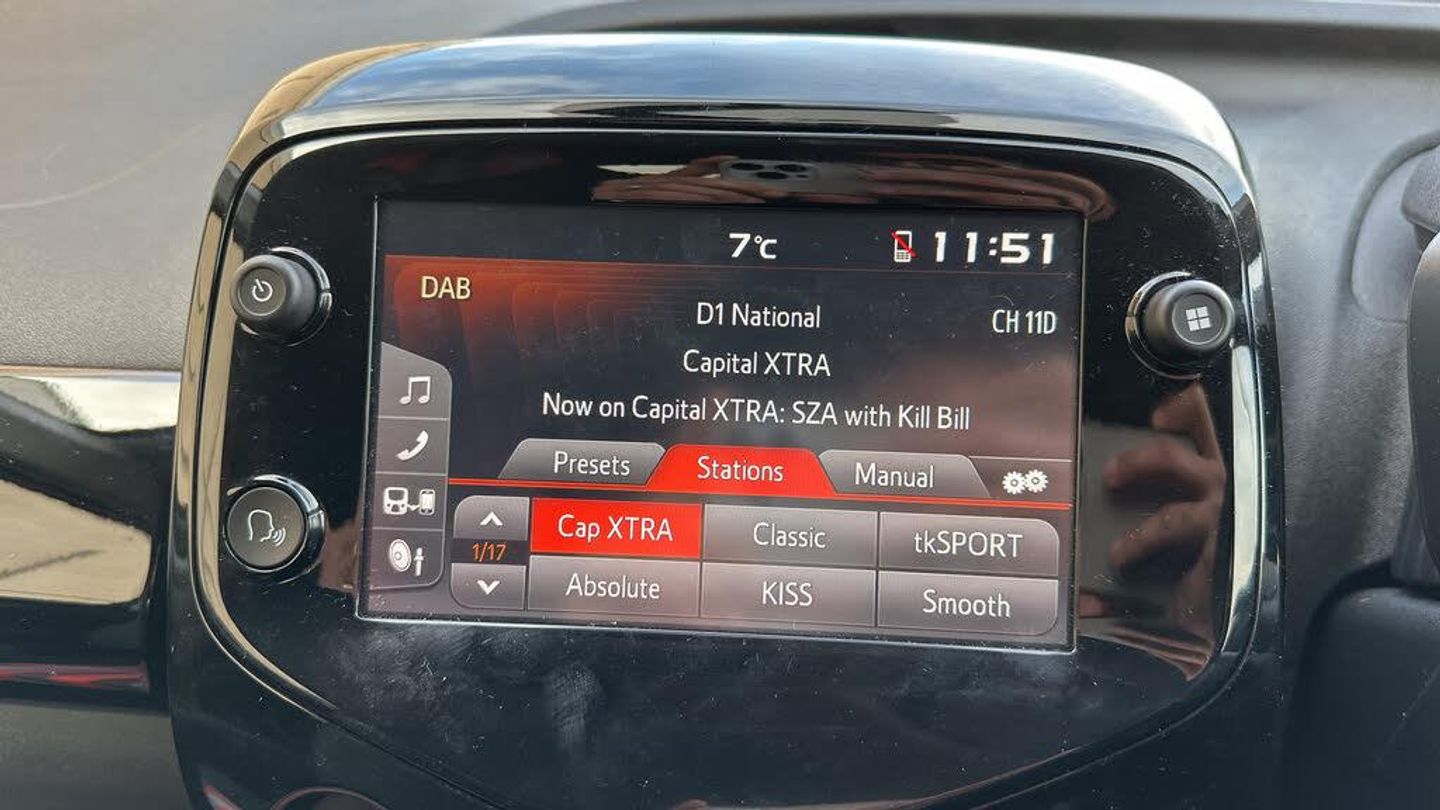 7°C 11:51
DAB
D1 National CH 11D
Capital XTRA
Now on Capital XTRA: SZA with Kill Bill
Presets Stations Manual
Cap XTRA Classic tkSPORT
1/17
Absolute KISS Smooth